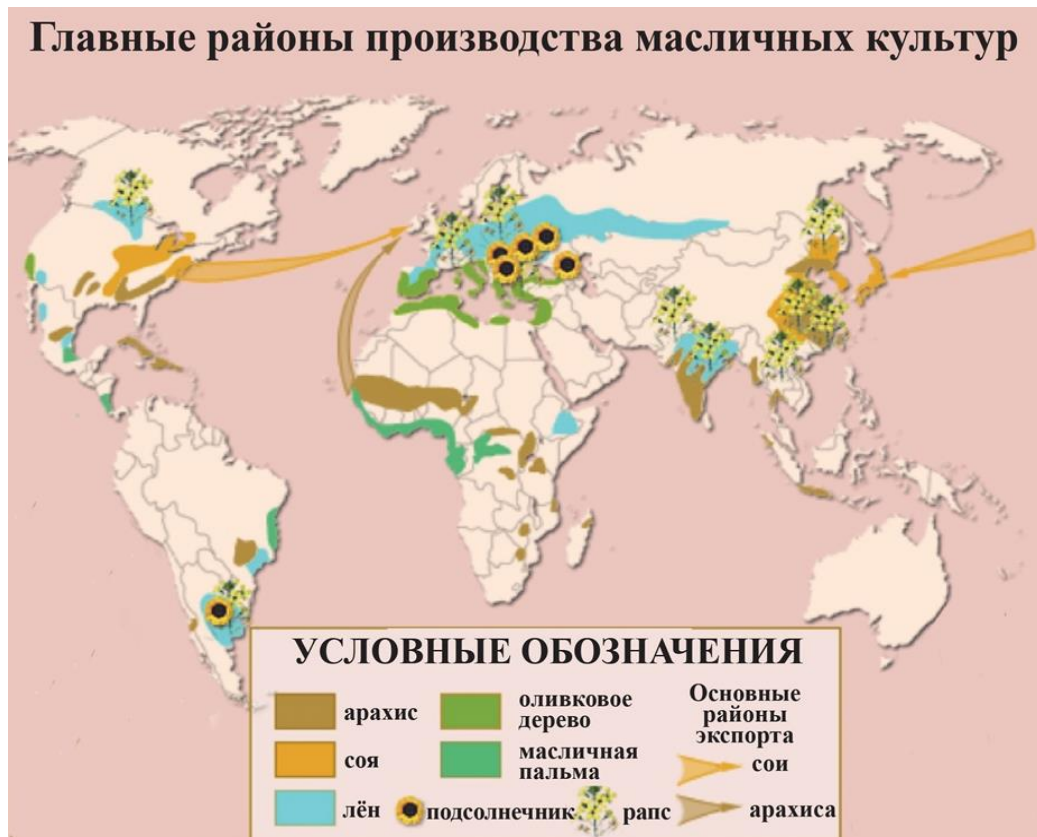 Главные районы производства масличных культур
УСЛОВНЫЕ ОБОЗНАЧЕНИЯ
арахис
соя
лён
оливковое
дерево
масличная
пальма
подсолнечник
рапс
Основные
районы
экспорта
сои
арахиса